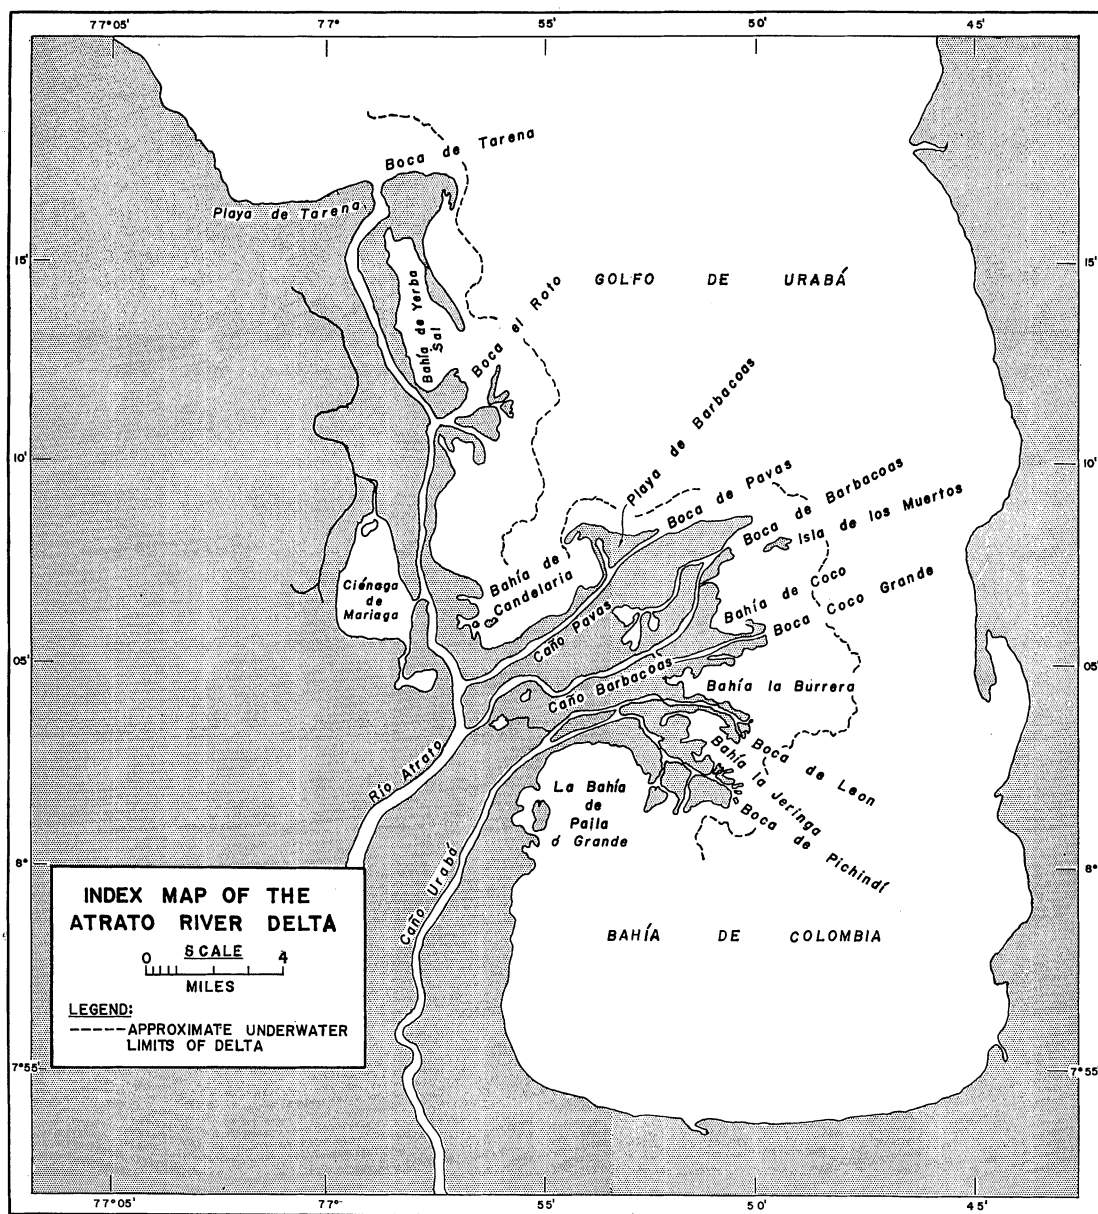 77°05'
77°
55'
50'
45'
Boca de Tarena
Playa de Tarena
15'
15'
GOLFO DE URABÁ
Bahía de Yerba
Sal
Boca el Roto
Playa de Barbacoas
10'
10'
Boca de Pavas
Boca de Barbacoas
Isla de los Muertos
Bahía de
Candelaria
Ciénaga
de
Mariaga
Bahía de Coco
Boca Coco Grande
Caño Pavas
05'
05'
Caño Barbacoas
Bahía la Burrera
Río Atrato
Boca de Leon
Bahía la Jeringa
Boca de Pichindí
La Bahía
de
Paila
ó Grande
8°
8°
Caño Urabá
BAHÍA DE COLOMBIA
INDEX MAP OF THE
ATRATO RIVER DELTA
SCALE
0 4
MILES
LEGEND:
-----APPROXIMATE UNDERWATER
LIMITS OF DELTA
7°55'
7°55'
77°05'
77°
55'
50'
45'